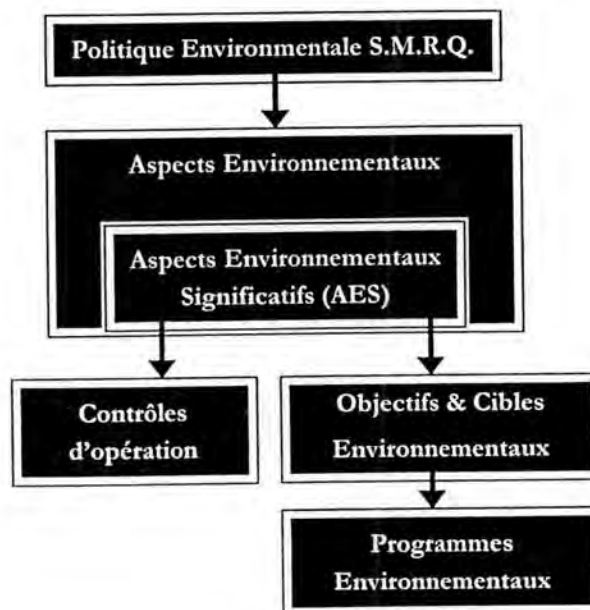 Politique Environmentale S.M.R.Q.
Aspects Environnementaux
Aspects Environnementaux
Significatifs (AES)
Contrôles
d'opération
Objectifs & Cibles
Environnementaux
Programmes
Environnementaux